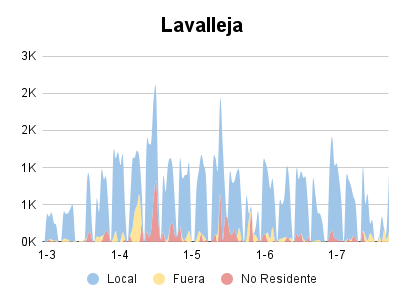 Lavalleja
3K
2K
2K
1K
1K
0K
1-3 1-4 1-5 1-6 1-7
Local Fuera No Residente